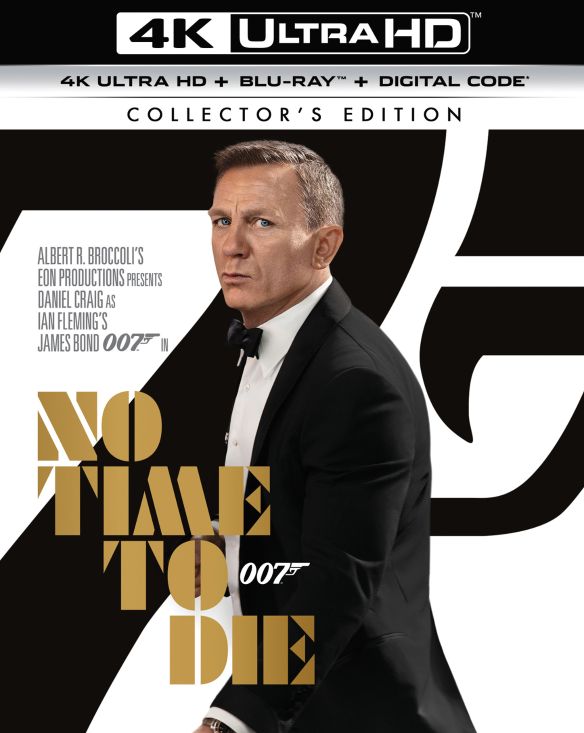 4K ULTRA HD™
4K ULTRA HD + BLU-RAY™ + DIGITAL CODE*
COLLECTOR'S EDITION
ALBERT R. BROCCOLI'S
EON PRODUCTIONS PRESENTS
DANIEL CRAIG AS
IAN FLEMING'S
JAMES BOND 007 IN
NO
TIME
TO
007
DIE